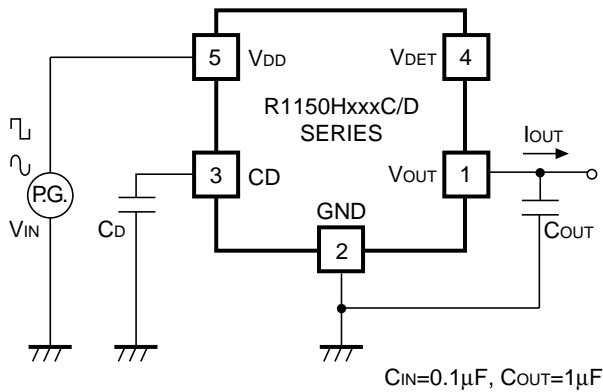 5 VDD
VDET 4
R1150HxxxC/D
SERIES
IOUT
3 CD
VOUT 1
P.G.
VIN
CD
GND
2
COUT
CIN=0.1μF, COUT=1μF